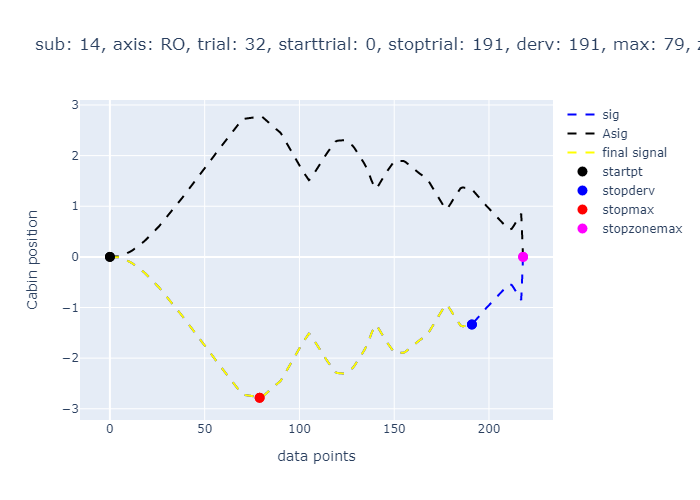 sub: 14, axis: RO, trial: 32, starttrial: 0, stoptrial: 191, derv: 191, max: 79,
3
2
1
0
−1
−2
−3
Cabin position
0 50 100 150 200
data points
sig
Asig
final signal
startpt
stopderv
stopmax
stopzonemax